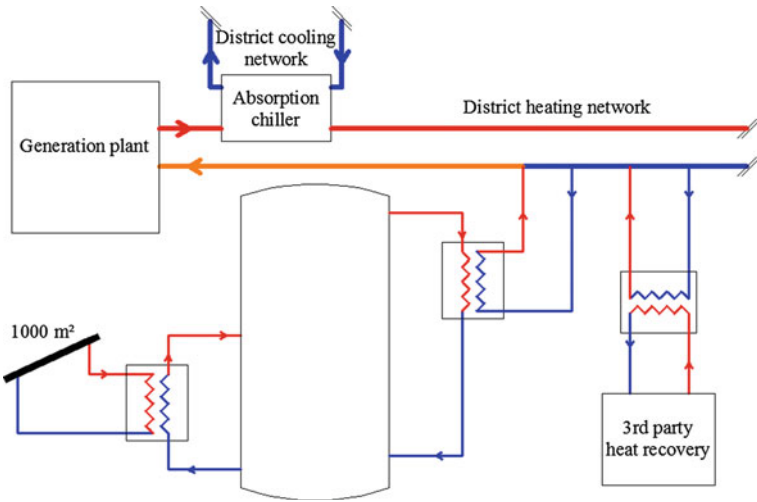 District cooling
network
Absorption
chiller
District heating network
Generation plant
1000 m²
3rd party
heat recovery